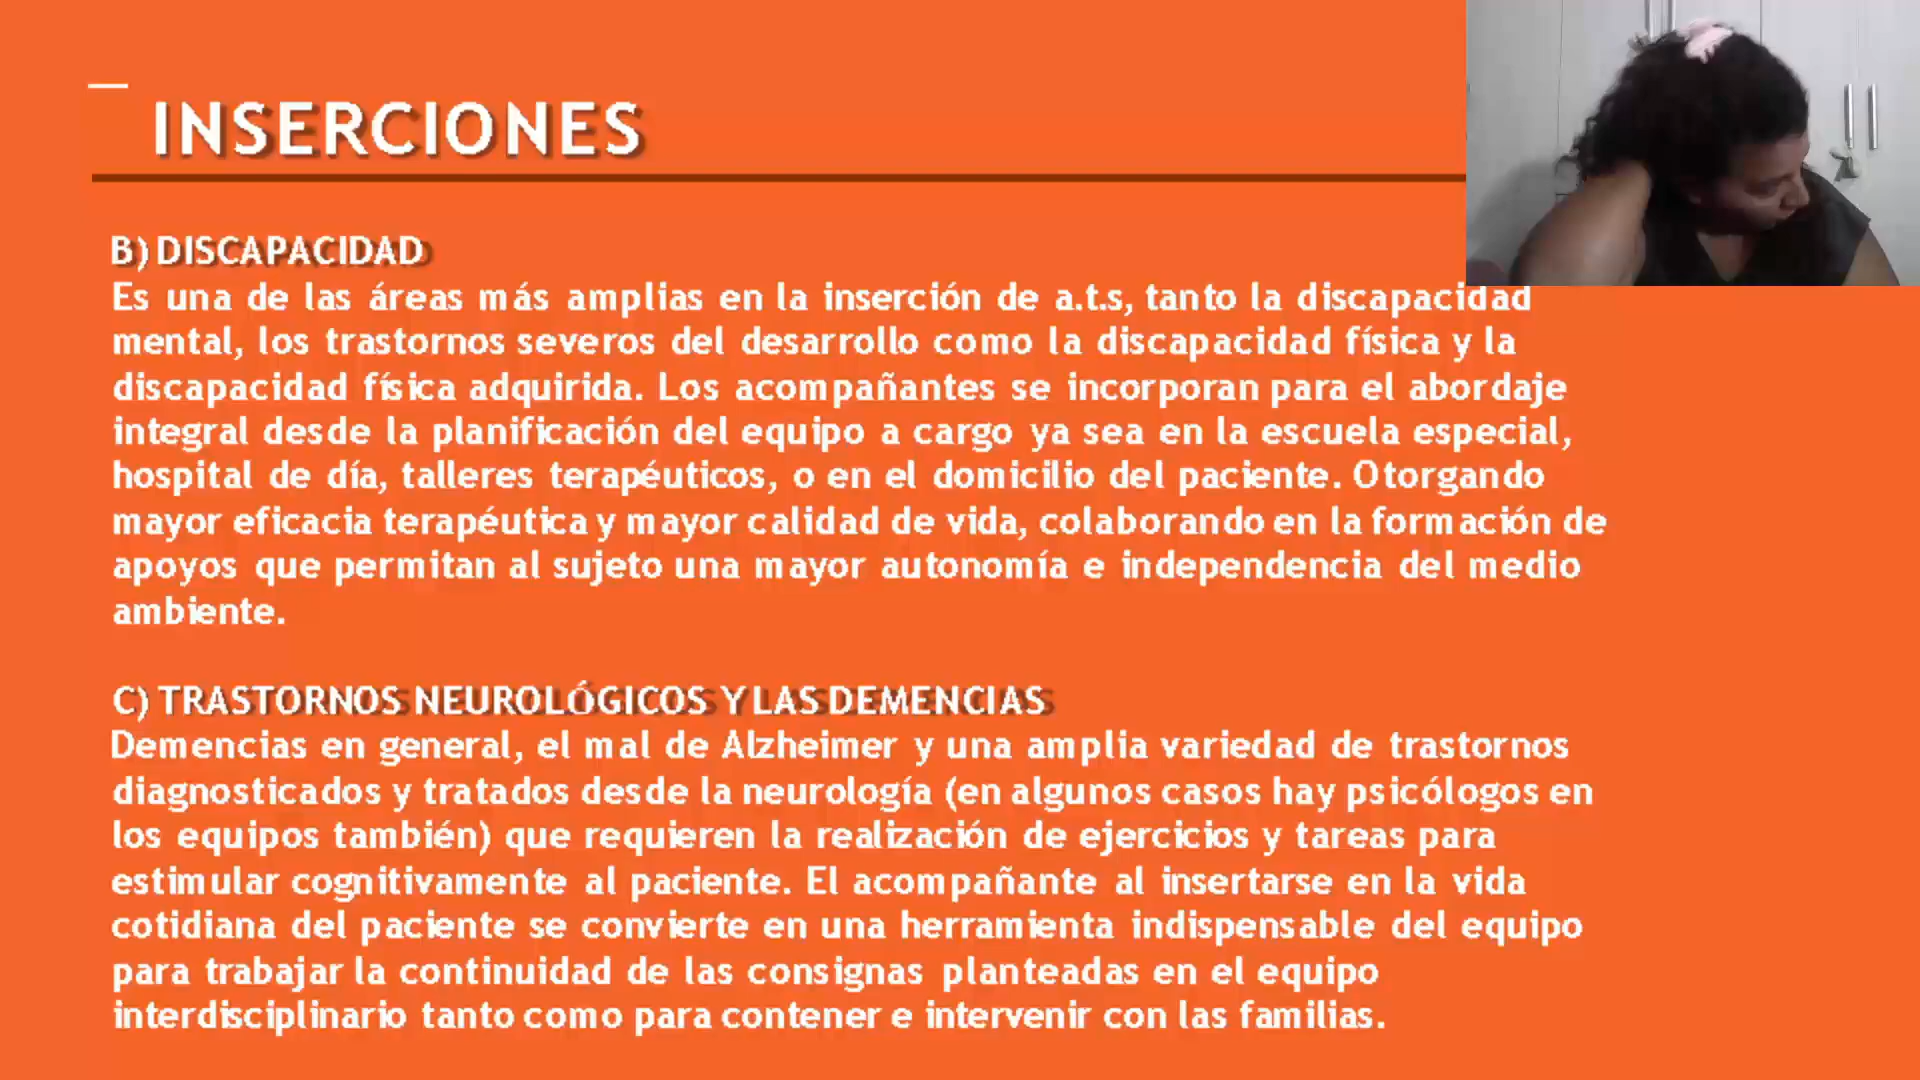 INSERCIONES
B) DISCAPACIDAD
Es una de las áreas más amplias en la inserción de a.t.s, tanto la discapacidad
mental, los trastornos severos del desarrollo como la discapacidad física y la
discapacidad física adquirida. Los acompañantes se incorporan para el abordaje
integral desde la planificación del equipo a cargo ya sea en la escuela especial,
hospital de día, talleres terapéuticos, o en el domicilio del paciente. Otorgando
mayor eficacia terapéutica y mayor calidad de vida, colaborando en la formación de
apoyos que permitan al sujeto una mayor autonomía e independencia del medio
ambiente.
C) TRASTORNOS NEUROLÓGICOS Y LAS DEMENCIAS
Demencias en general, el mal de Alzheimer y una amplia variedad de trastornos
diagnosticados y tratados desde la neurología (en algunos casos hay psicólogos en
los equipos también) que requieren la realización de ejercicios y tareas para
estimular cognitivamente al paciente. El acompañante al insertarse en la vida
cotidiana del paciente se convierte en una herramienta indispensable del equipo
para trabajar la continuidad de las consignas planteadas en el equipo
interdisciplinario tanto como para contener e intervenir con las familias.